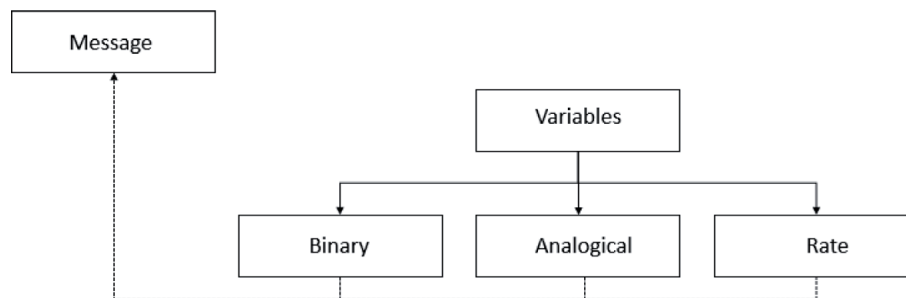 Message
Variables
Binary
Analogical
Rate